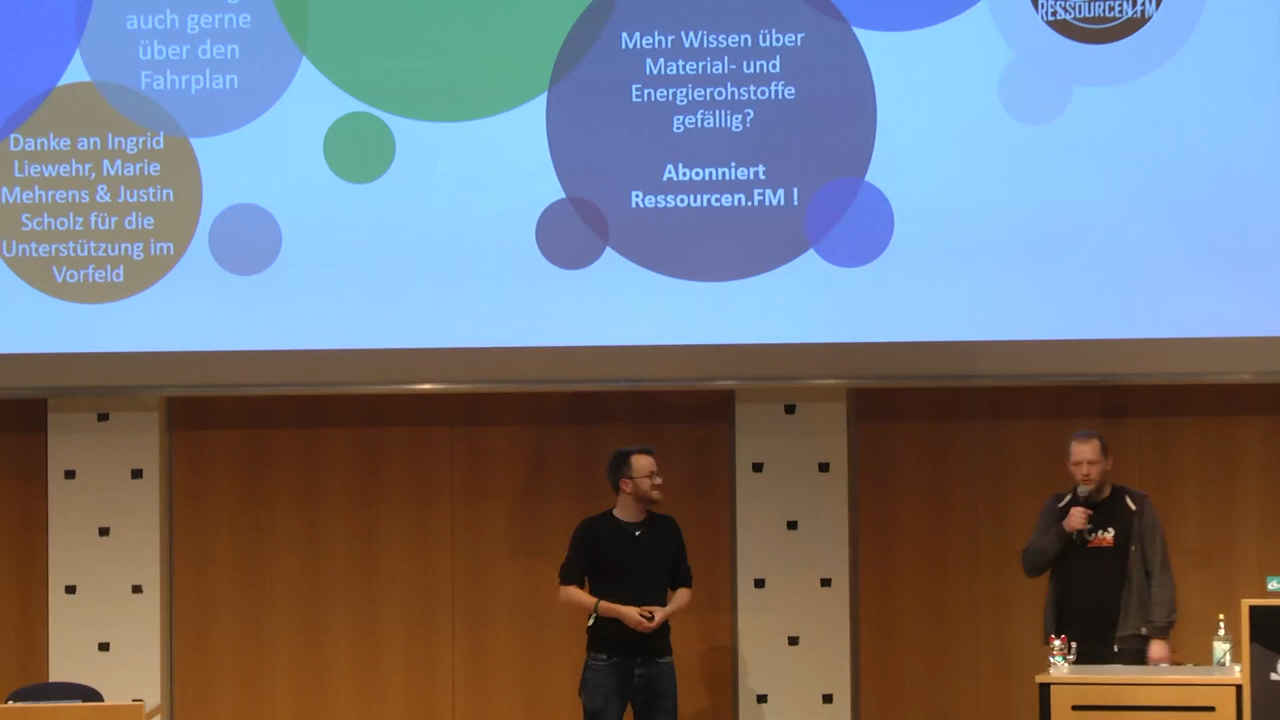 auch gerne
über den
Fahrplan
Danke an Ingrid
Liewehr, Marie
Mehrens & Justin
Scholz für die
Unterstützung im
Vorfeld
Mehr Wissen über
Material- und
Energierohstoffe
gefällig?
Abonniert
Ressourcen.FM !
RESSOURCEN.FM